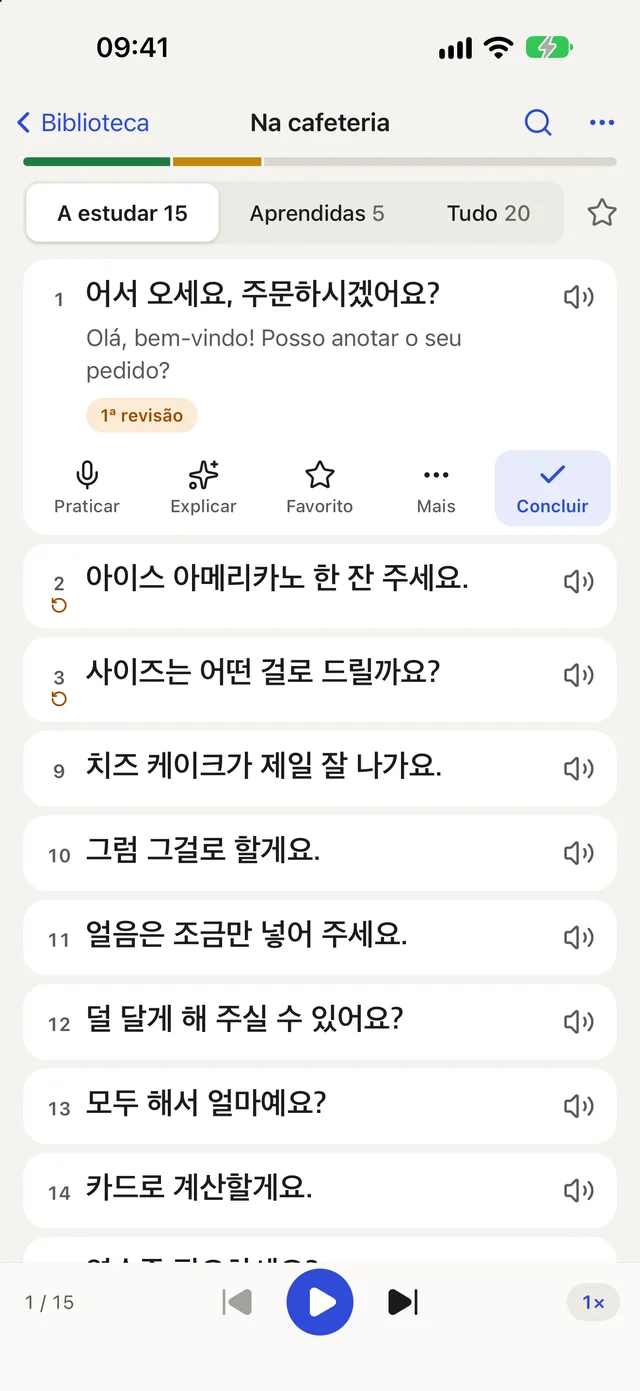 09:41
Biblioteca
Na cafeteria
A estudar 15
Aprendidas 5
Tudo 20
1
어서 오세요, 주문하시겠어요?
Olá, bem-vindo! Posso anotar o seu
pedido?
1ª revisão
Praticar
Explicar
Favorito
Mais
Concluir
2
아이스 아메리카노 한 잔 주세요.
3
사이즈는 어떤 걸로 드릴까요?
9
치즈 케이크가 제일 잘 나가요.
10
그럼 그걸로 할게요.
11
얼음은 조금만 넣어 주세요.
12
덜 달게 해 주실 수 있어요?
13
모두 해서 얼마예요?
14
카드로 계산할게요.
1 / 15
1×